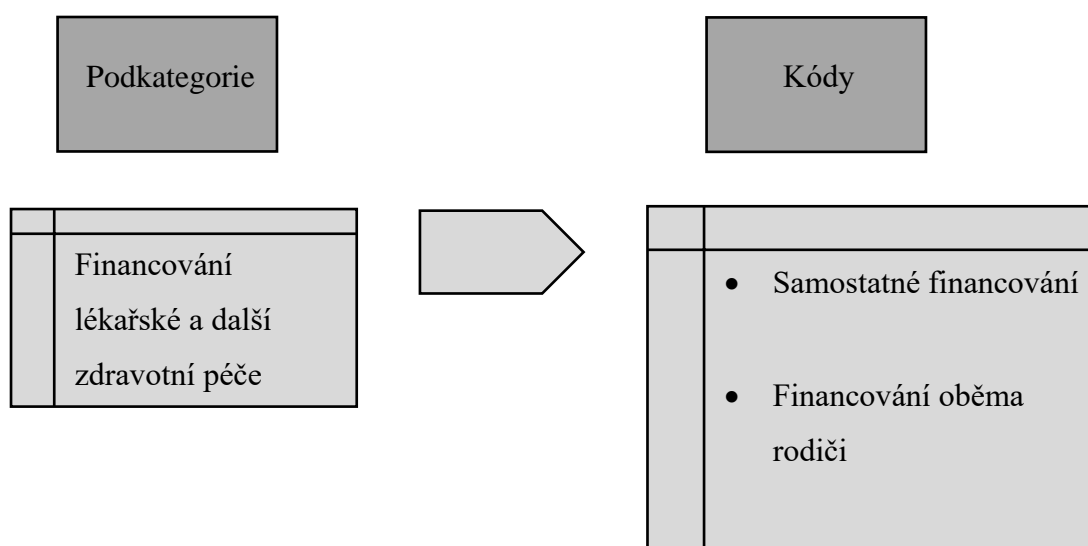 Podkategorie
Kódy
Financování
lékařské a další
zdravotní péče
• Samostatné financování
• Financování oběma
rodiči